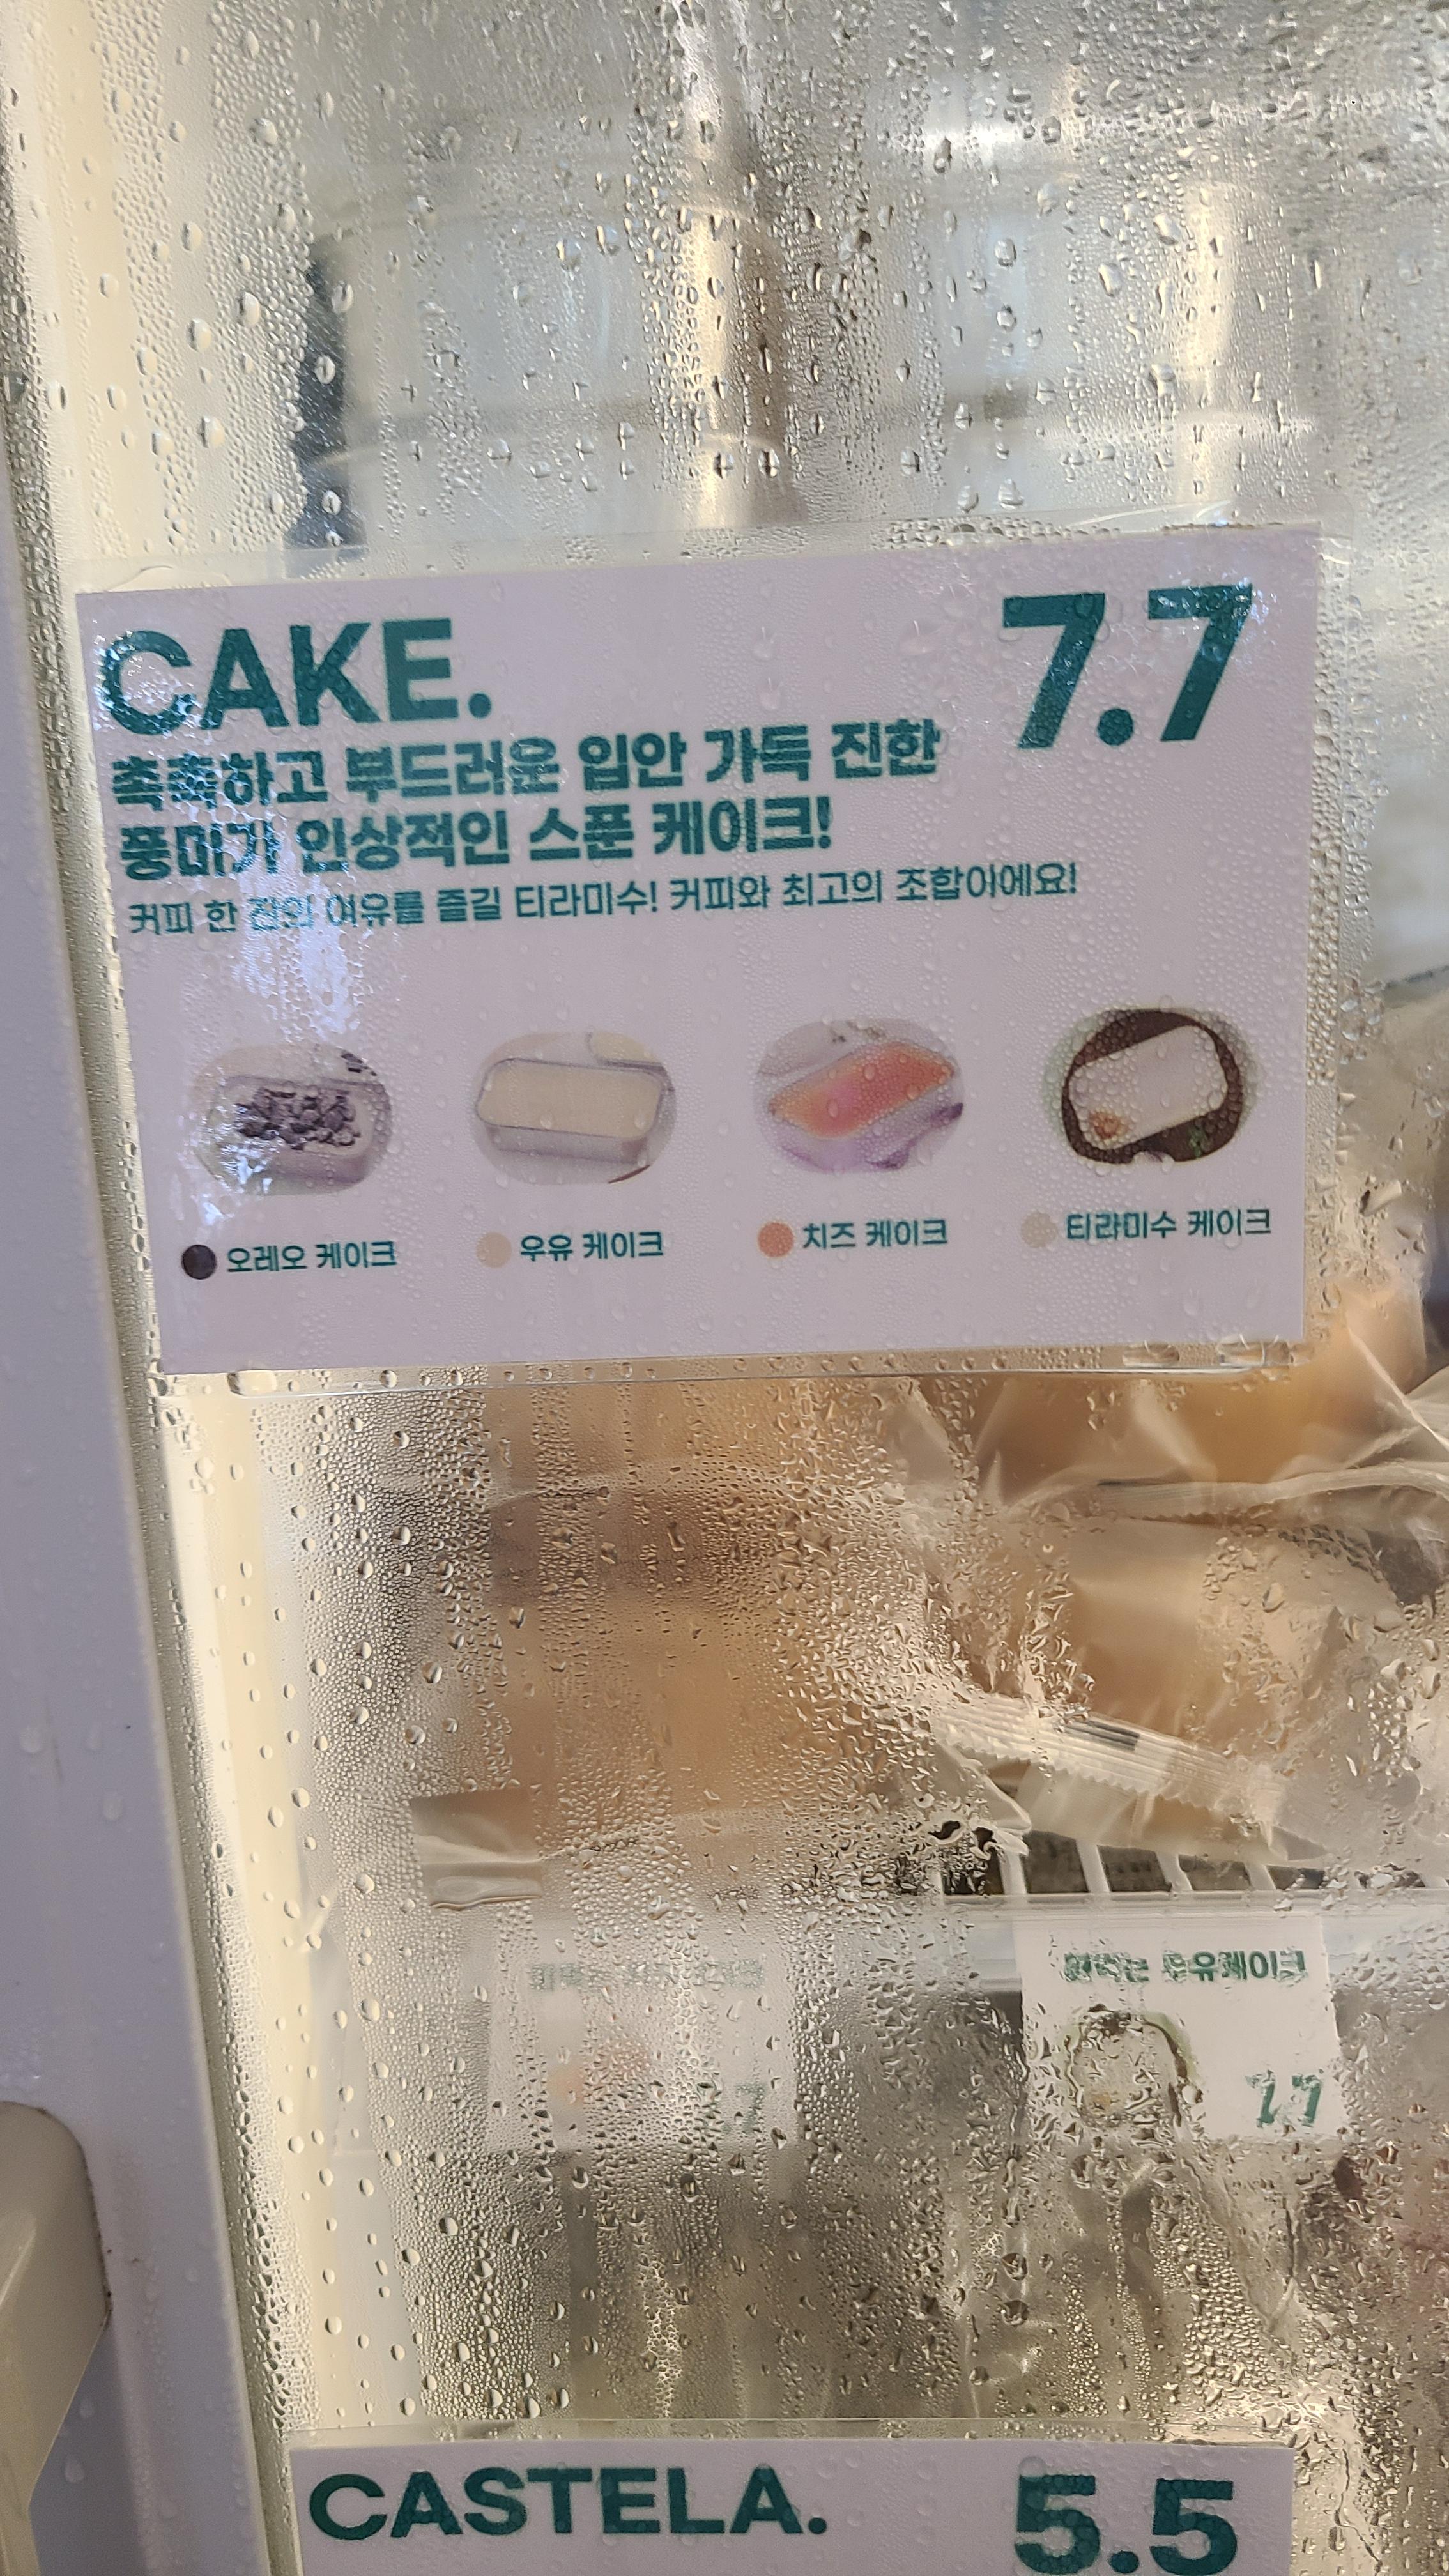 CAKE.
7.7
촉촉하고 부드러운 입안 가득 진한
풍미가 인상적인 스푼 케이크!
커피 한 잔의 여유를 즐길 티라미수! 커피와 최고의 조합이에요!
오레오 케이크
우유 케이크
치즈 케이크
티라미수 케이크
떠먹는 우유케이크
7.7
CASTELA.
5.5